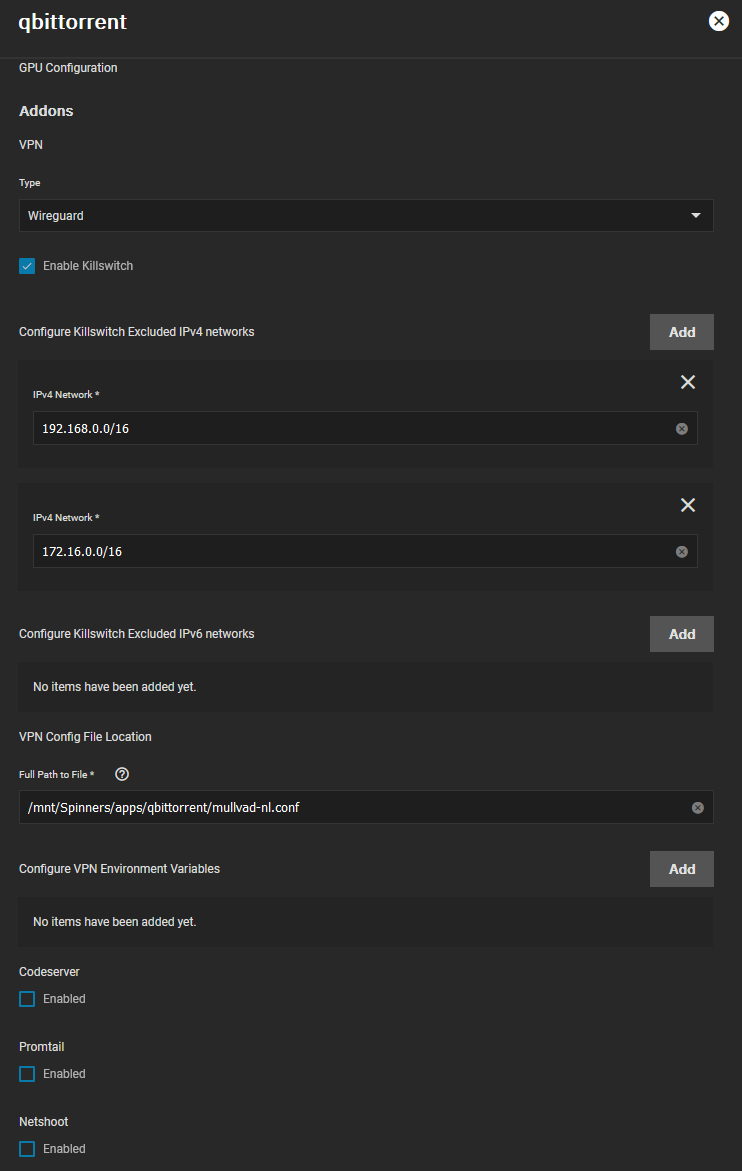 qbittorrent
GPU Configuration
Addons
VPN
Type
Wireguard
Enable Killswitch
Configure Killswitch Excluded IPv4 networks
Add
IPv4 Network *
192.168.0.0/16
IPv4 Network *
172.16.0.0/16
Configure Killswitch Excluded IPv6 networks
Add
No items have been added yet.
VPN Config File Location
Full Path to File *
/mnt/Spinners/apps/qbittorrent/mullvad-nl.conf
Configure VPN Environment Variables
Add
No items have been added yet.
Codeserver
Enabled
Promtail
Enabled
Netshoot
Enabled